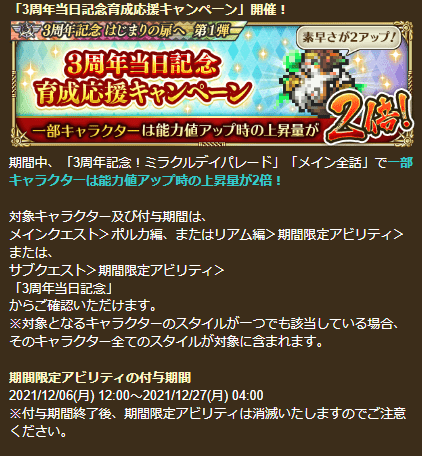 「3周年当日記念育成応援キャンペーン」開催！
3周年記念 はじまりの扉へ 第1弾
素早さが2アップ!
3周年当日記念
育成応援キャンペーン
一部キャラクターは能力値アップ時の上昇量が
2倍!
期間中、「3周年記念！ミラクルデイパレード」「メイン全話」で一部
キャラクターは能力値アップ時の上昇量が2倍！
対象キャラクター及び付与期間は、
メインクエスト＞ポルカ編、またはリアム編＞期間限定アビリティ＞
または、
サブクエスト＞期間限定アビリティ＞
「3周年当日記念」
からご確認いただけます。
※対象となるキャラクターのスタイルが一つでも該当している場合、
そのキャラクター全てのスタイルが対象に含まれます。
期間限定アビリティの付与期間
2021/12/06(月) 12:00～2021/12/27(月) 04:00
※付与期間終了後、期間限定アビリティは消滅いたしますのでご注意
ください。